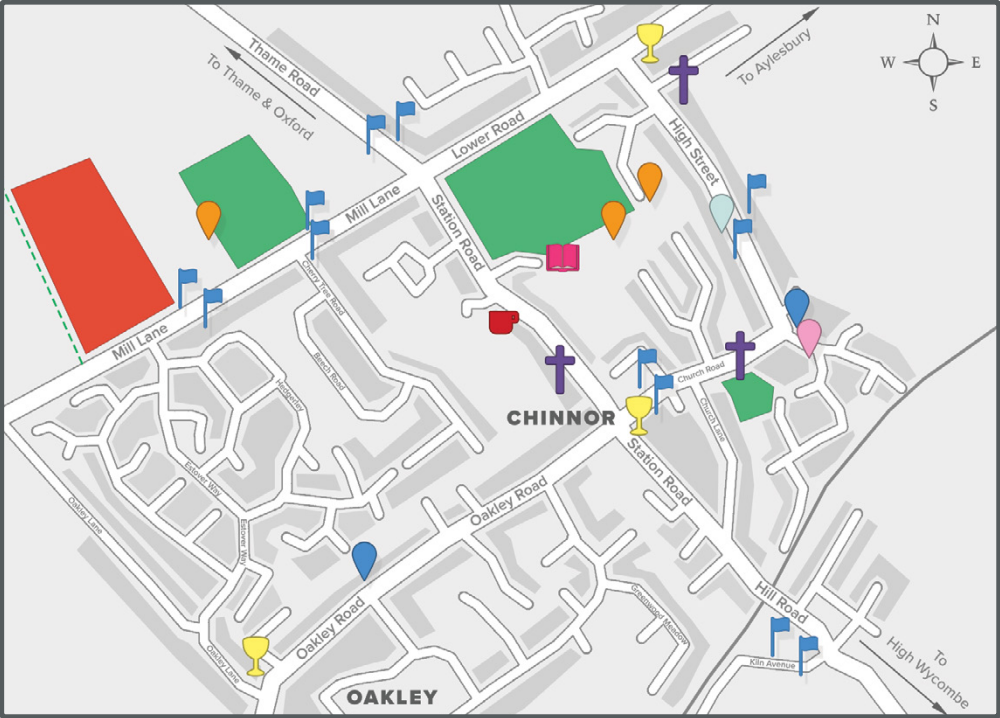 N
W E
S
To Aylesbury
Thame Road
To Thame & Oxford
Lower Road
High Street
Mill Lane
Station Road
Cherry Tree Road
Mill Lane
Beech Road
Hedgerley
Church Road
Church Lane
CHINNOR
Station Road
Estover Way
Oakley Road
Oakley Lane
Estover Way
Hill Road
Greenwood Meadow
Oakley Road
Oakley Lane
Kiln Avenue
To
High Wycombe
OAKLEY